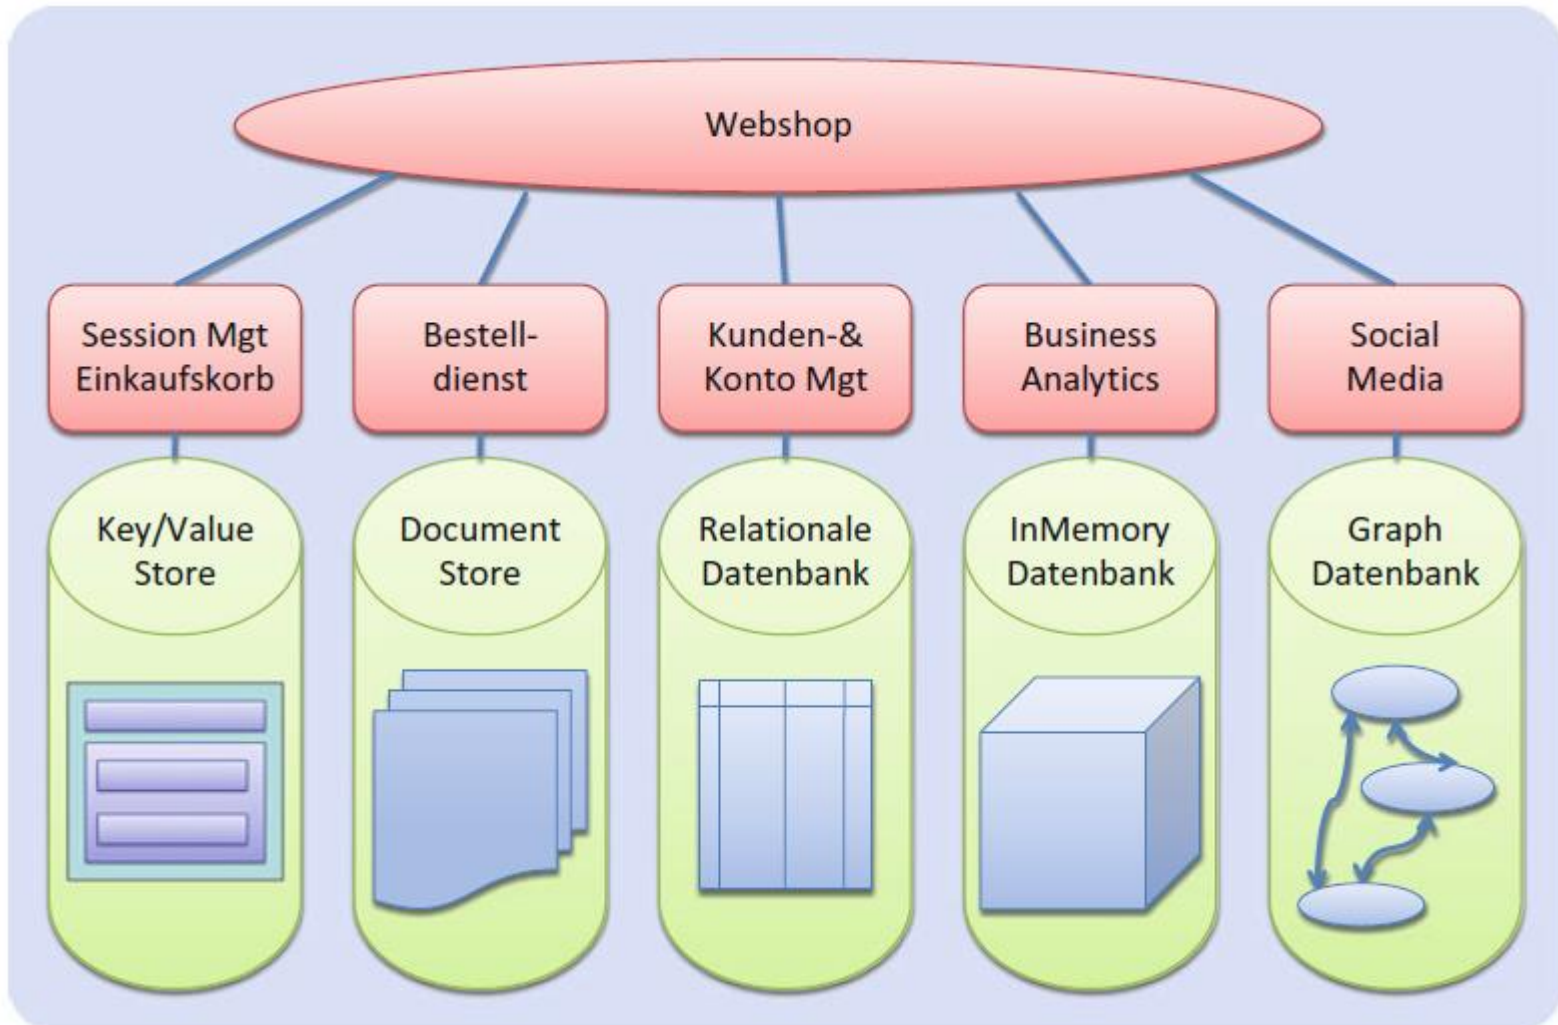 Webshop
Session Mgt
Einkaufskorb
Bestell-
dienst
Kunden-&
Konto Mgt
Business
Analytics
Social
Media
Key/Value
Store
Document
Store
Relationale
Datenbank
InMemory
Datenbank
Graph
Datenbank